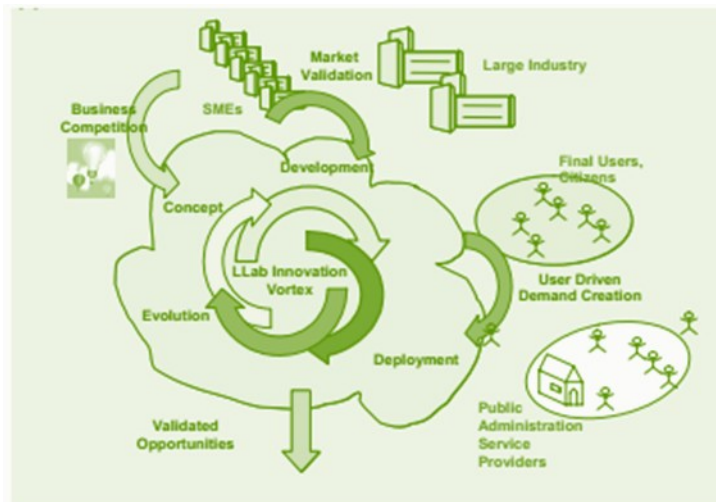 Market
Validation
Large Industry
SMEs
Business
Competition
Development
Final Users,
Citizens
Concept
LLab Innovation
Vortex
User Driven
Demand Creation
Evolution
Deployment
Public
Administration
Service
Providers
Validated
Opportunities